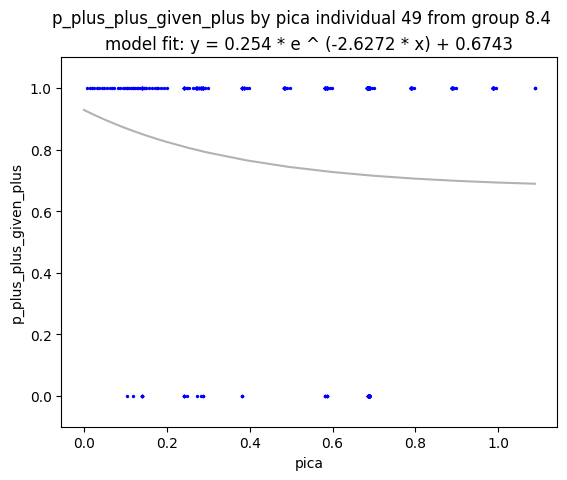 p_plus_plus_given_plus by pica individual 49 from group 8.4
model fit: y = 0.254 * e ^ (-2.6272 * x) + 0.6743
p_plus_plus_given_plus
1.0
0.8
0.6
0.4
0.2
0.0
0.0 0.2 0.4 0.6 0.8 1.0
pica